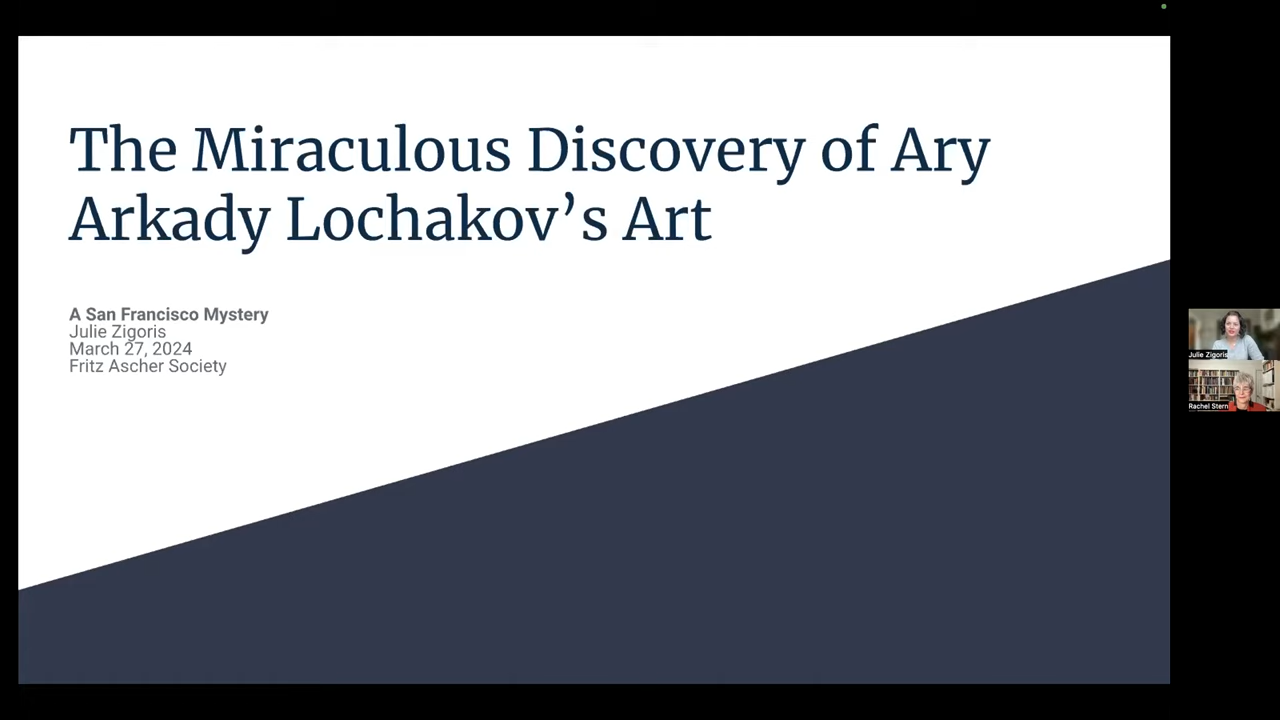 The Miraculous Discovery of Ary
Arkady Lochakov’s Art
A San Francisco Mystery
Julie Zigoris
March 27, 2024
Fritz Ascher Society
Julie Zigoris
Rachel Stern